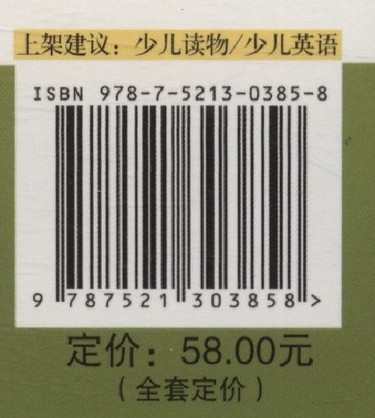 上架建议：少儿读物/少儿英语
ISBN 978-7-5213-0385-8
9 787521 303858 >
定价：58.00元
（全套定价）